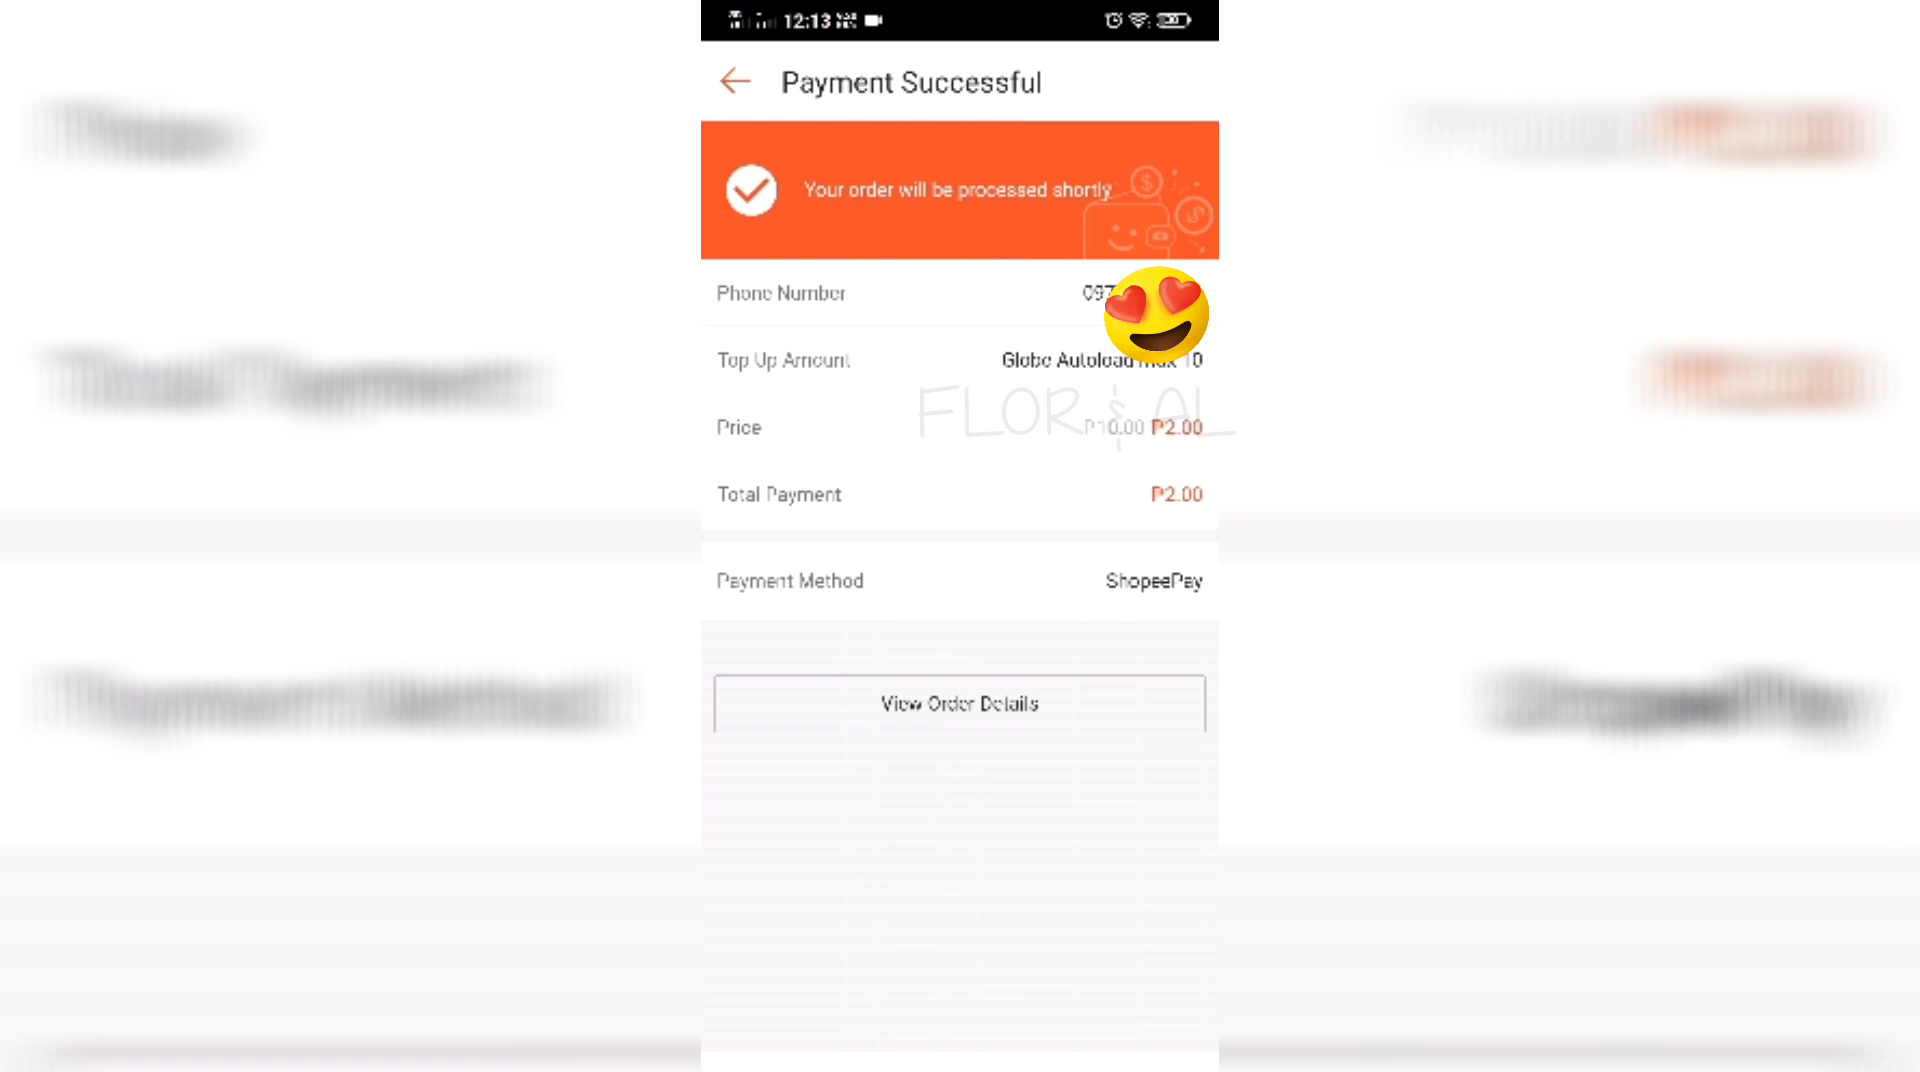 12:13
Payment Successful
Your order will be processed shortly
Phone Number 097
Top Up Amount Globe Autoload max 10
FLOR & AL
Price ₱10.00 ₱2.00
Total Payment ₱2.00
Payment Method ShopeePay
View Order Details